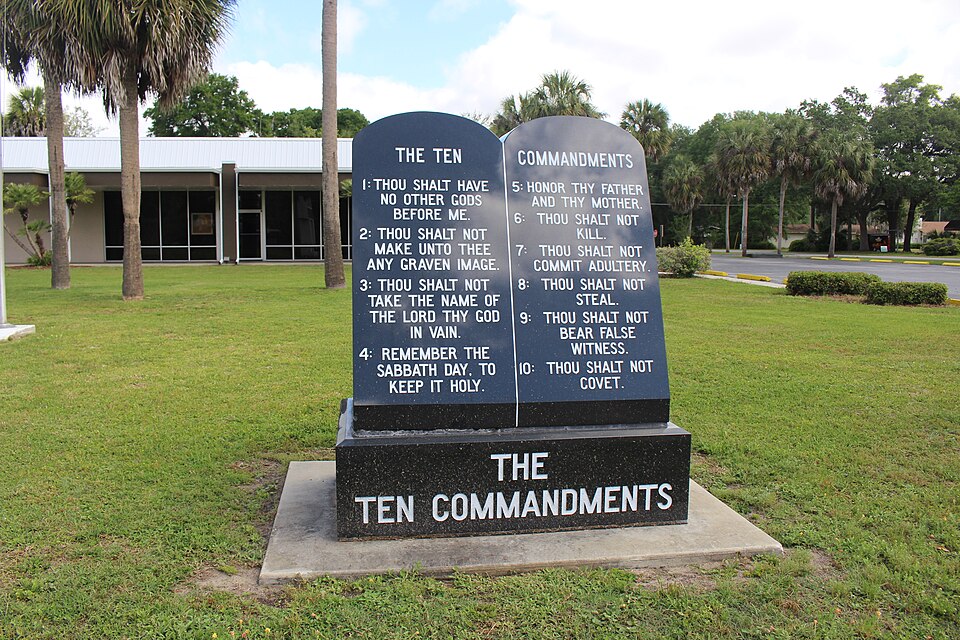 THE TEN
1: THOU SHALT HAVE
NO OTHER GODS
BEFORE ME.
2: THOU SHALT NOT
MAKE UNTO THEE
ANY GRAVEN IMAGE.
3: THOU SHALT NOT
TAKE THE NAME OF
THE LORD THY GOD
IN VAIN.
4: REMEMBER THE
SABBATH DAY, TO
KEEP IT HOLY.
COMMANDMENTS
5: HONOR THY FATHER
AND THY MOTHER.
6: THOU SHALT NOT
KILL.
7: THOU SHALT NOT
COMMIT ADULTERY.
8: THOU SHALT NOT
STEAL.
9: THOU SHALT NOT
BEAR FALSE
WITNESS.
10: THOU SHALT NOT
COVET.
THE
TEN COMMANDMENTS